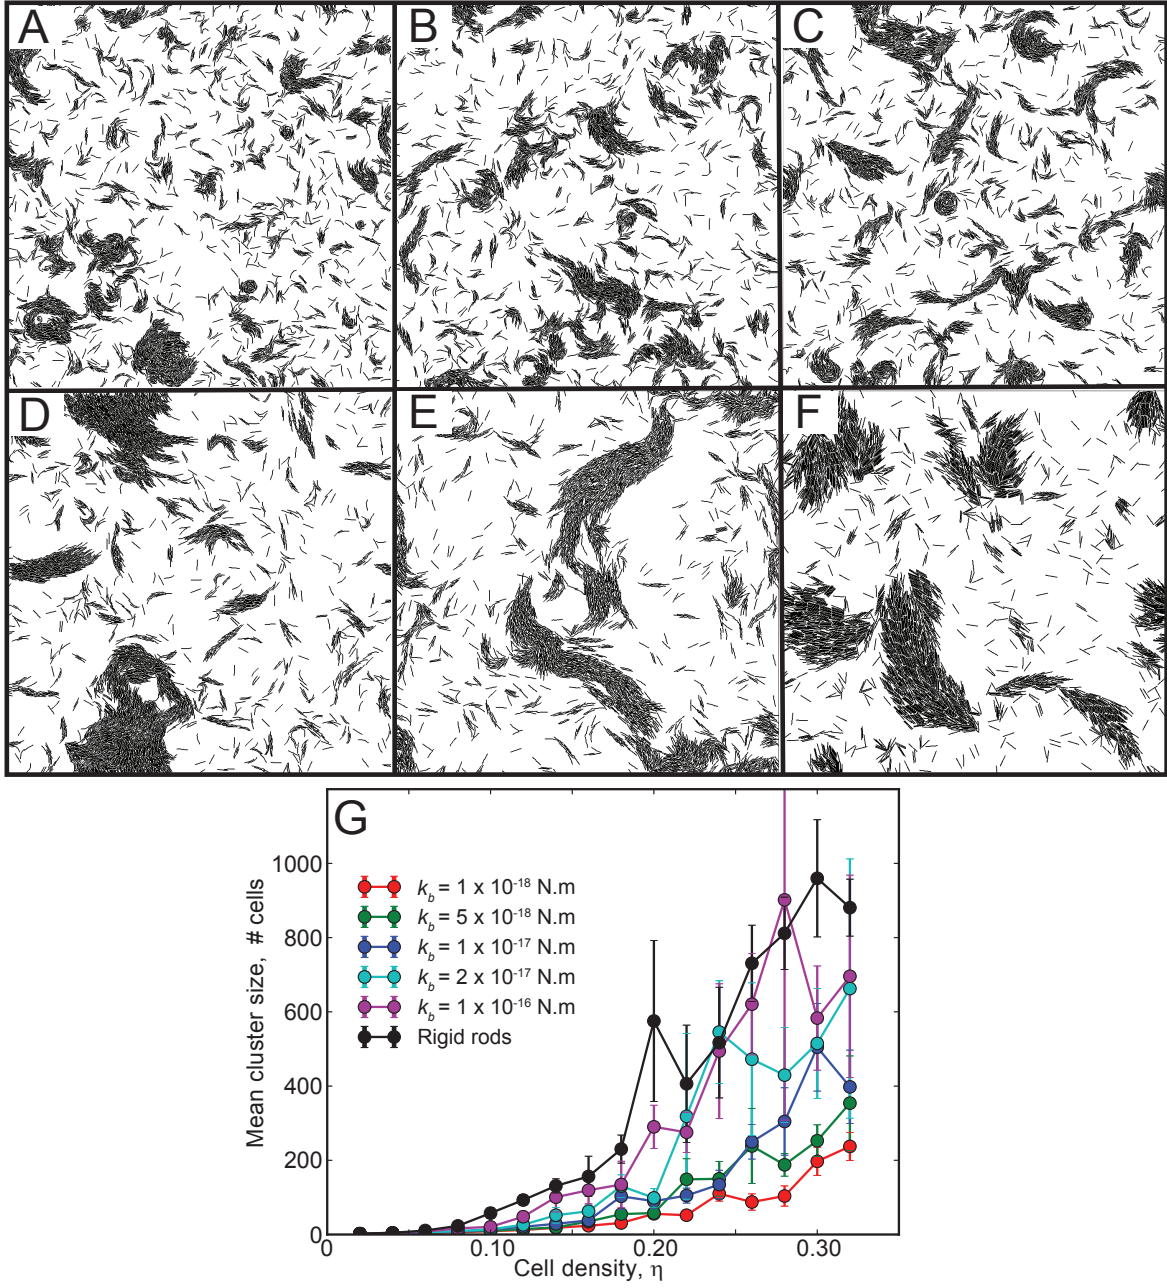 A
B
C
D
E
F
G
Mean cluster size, # cells
1000
800
600
400
200
0
k_b = 1 x 10⁻¹⁸ N.m
k_b = 5 x 10⁻¹⁸ N.m
k_b = 1 x 10⁻¹⁷ N.m
k_b = 2 x 10⁻¹⁷ N.m
k_b = 1 x 10⁻¹⁶ N.m
Rigid rods
0 0.10 0.20 0.30
Cell density, η